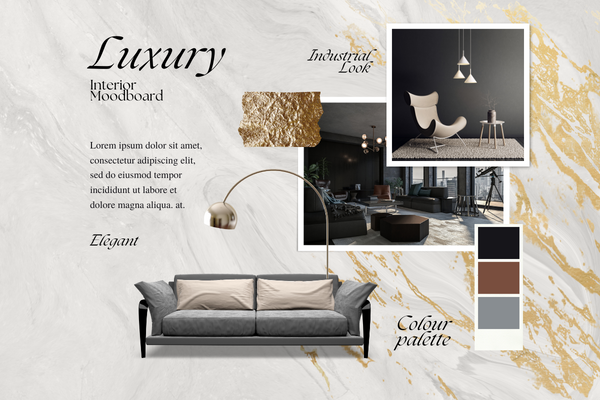 Luxury
Interior
Moodboard
Industrial
Look
Lorem ipsum dolor sit amet,
consectetur adipiscing elit,
sed do eiusmod tempor
incididunt ut labore et
dolore magna aliqua. at.
Elegant
Colour
palette